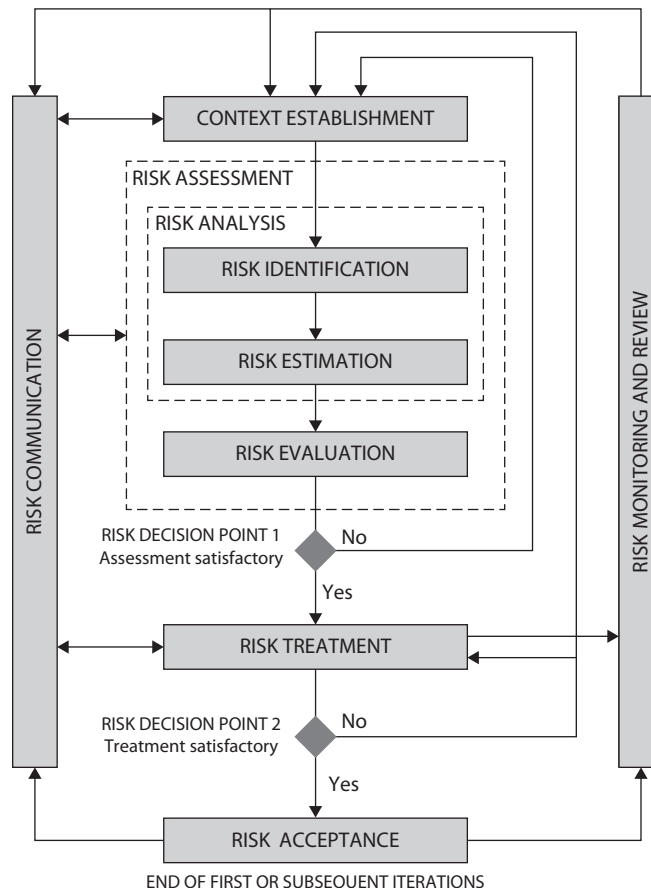 CONTEXT ESTABLISHMENT
RISK ASSESSMENT
RISK ANALYSIS
RISK IDENTIFICATION
RISK ESTIMATION
RISK EVALUATION
RISK COMMUNICATION
RISK MONITORING AND REVIEW
RISK DECISION POINT 1
Assessment satisfactory
No
Yes
RISK TREATMENT
RISK DECISION POINT 2
Treatment satisfactory
No
Yes
RISK ACCEPTANCE
END OF FIRST OR SUBSEQUENT ITERATIONS